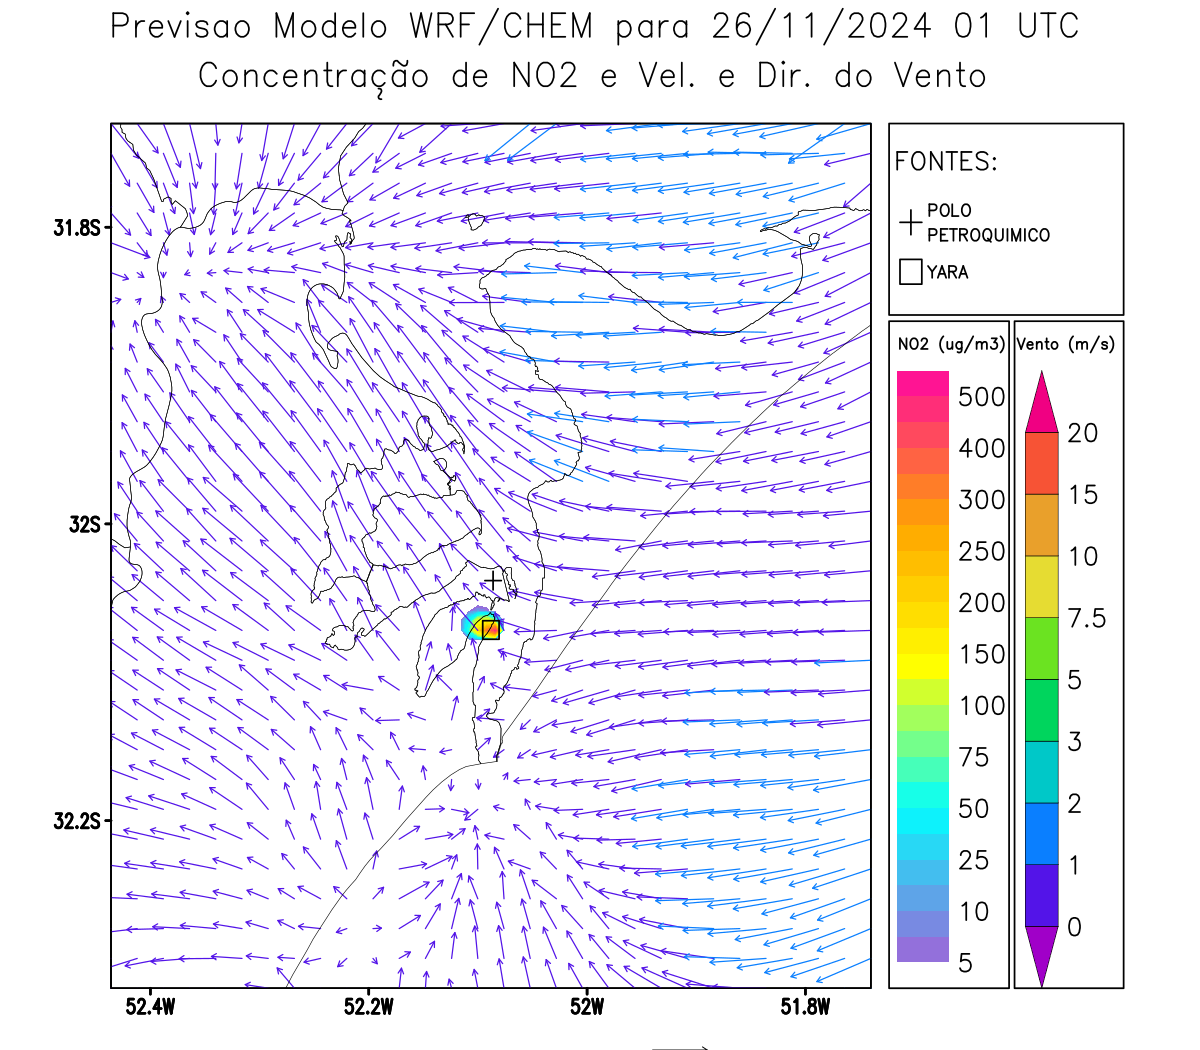 Previsao Modelo WRF/CHEM para 26/11/2024 01 UTC
Concentração de NO2 e Vel. e Dir. do Vento
FONTES:
POLO
PETROQUIMICO
YARA
NO2 (ug/m3)
500
400
300
250
200
150
100
75
50
25
10
5
Vento (m/s)
20
15
10
7.5
5
3
2
1
0
31.8S
32S
32.2S
52.4W
52.2W
52W
51.8W